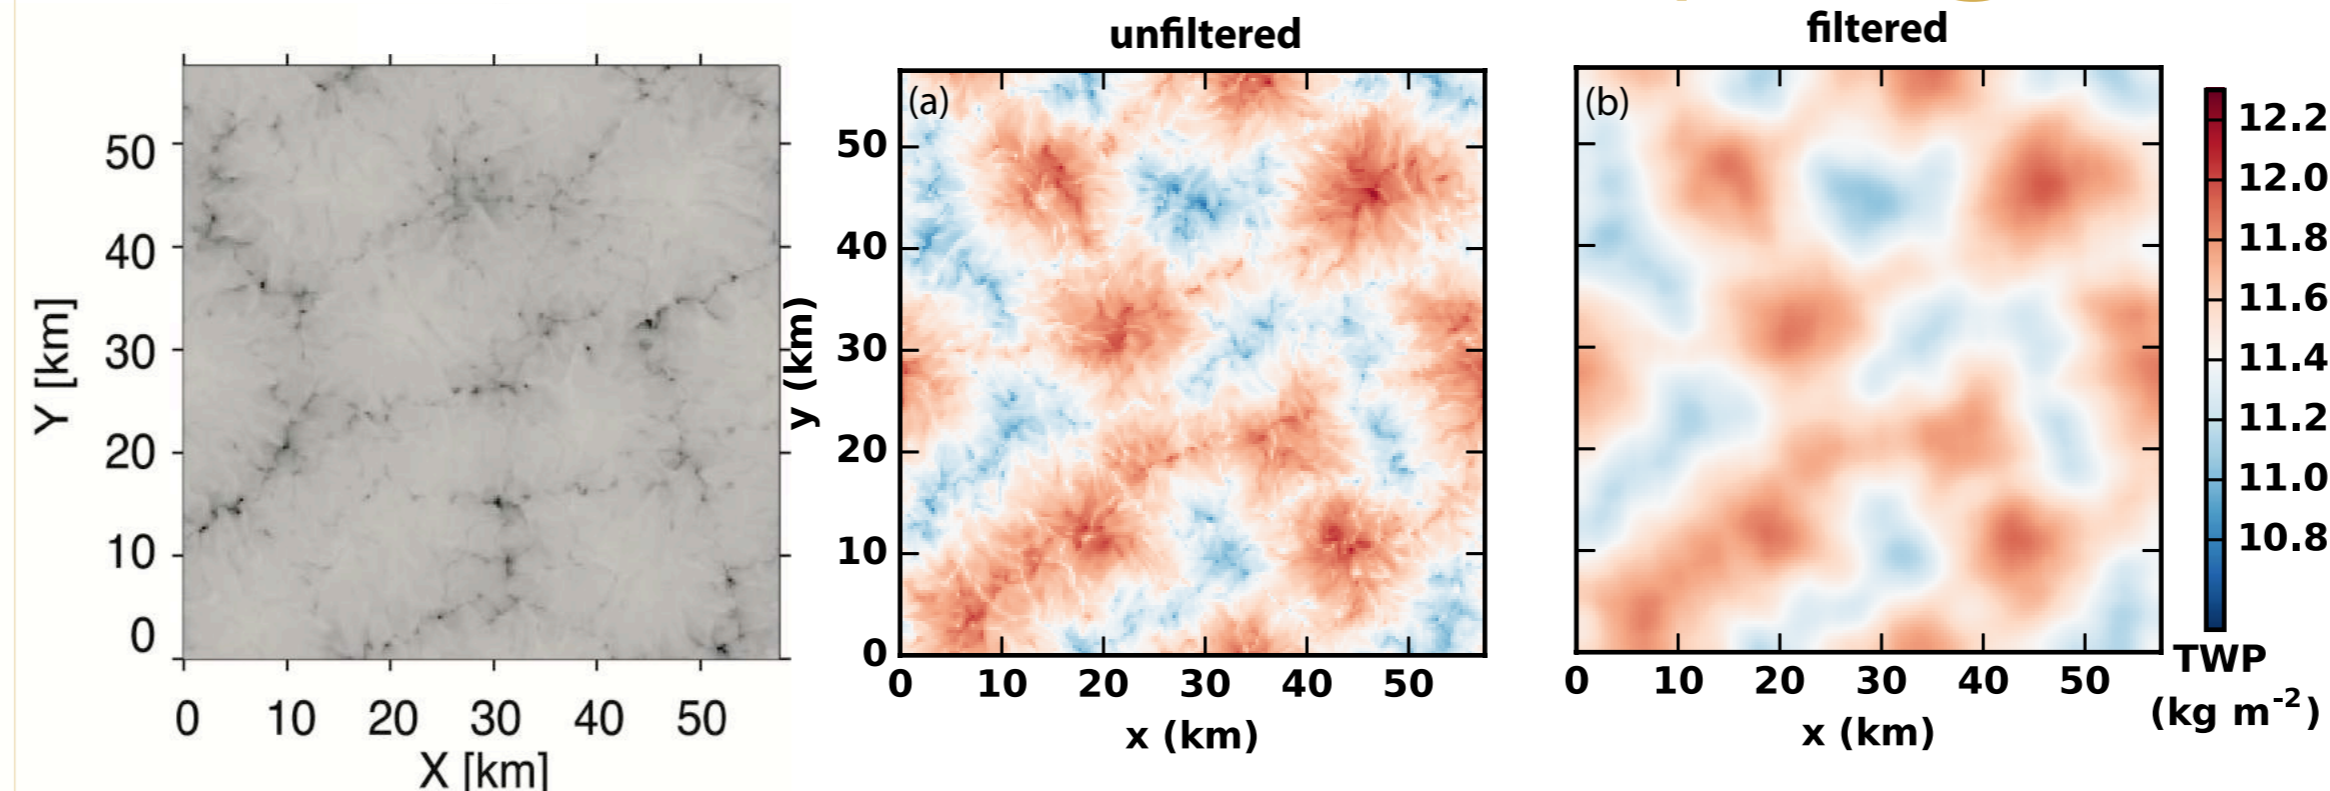 unfiltered
filtered
(a)
(b)
50
40
30
20
10
0
Y [km]
0 10 20 30 40 50
X [km]
50
40
30
20
10
0
y (km)
0 10 20 30 40 50
x (km)
0 10 20 30 40 50
x (km)
12.2
12.0
11.8
11.6
11.4
11.2
11.0
10.8
TWP
(kg m⁻²)